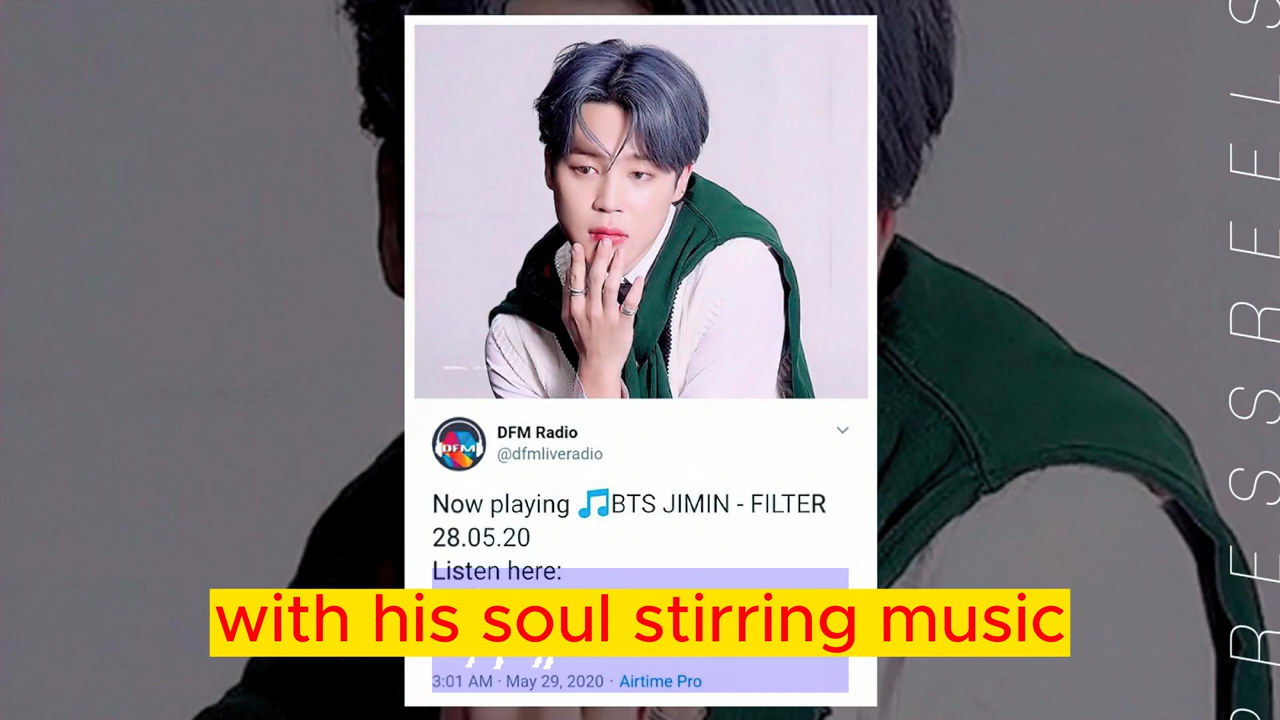 DFM
DFM Radio
@dfmliveradio
Now playing 🎵BTS JIMIN - FILTER
28.05.20
Listen here:
with his soul stirring music
3:01 AM · May 29, 2020 · Airtime Pro
PRESSREELS